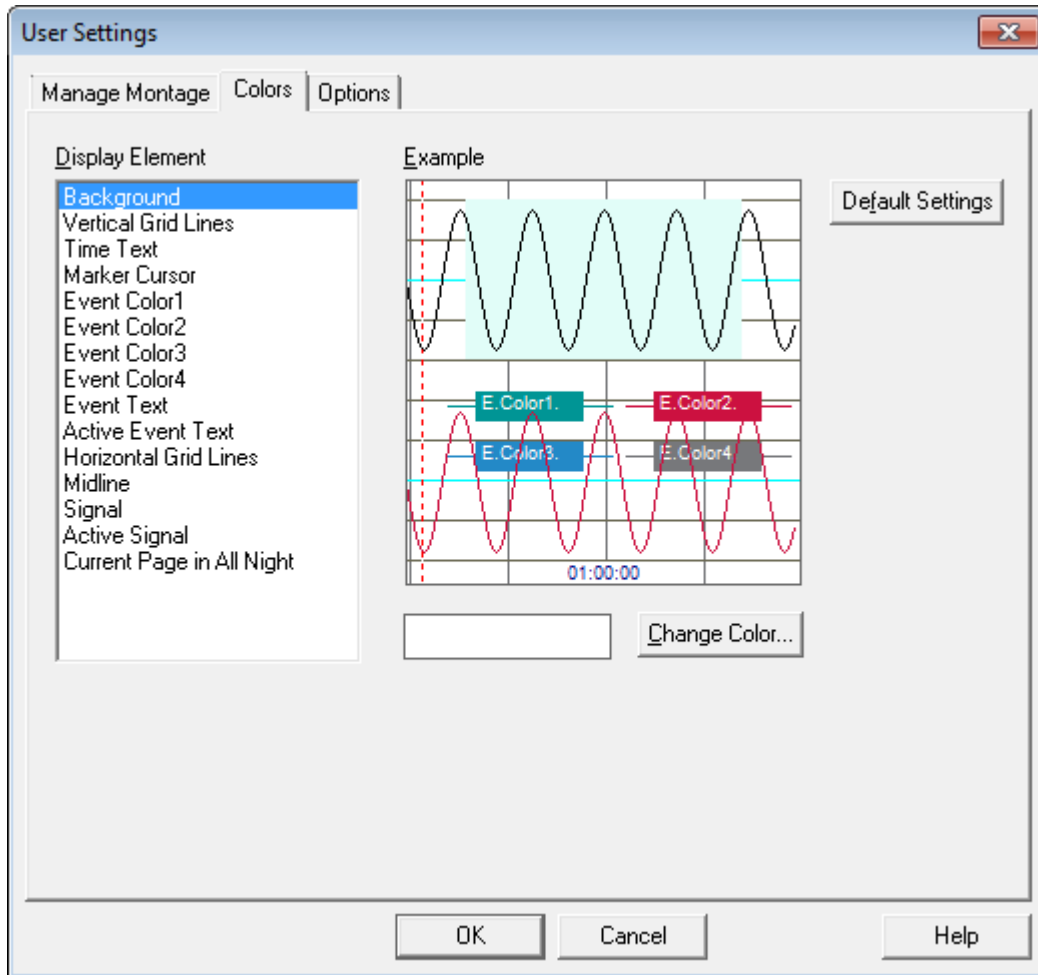 User Settings
Manage Montage
Colors
Options
Display Element
Background
Vertical Grid Lines
Time Text
Marker Cursor
Event Color1
Event Color2
Event Color3
Event Color4
Event Text
Active Event Text
Horizontal Grid Lines
Midline
Signal
Active Signal
Current Page in All Night
Example
E.Color1.
E.Color2.
E.Color3.
E.Color4
01:00:00
Change Color...
Default Settings
OK
Cancel
Help